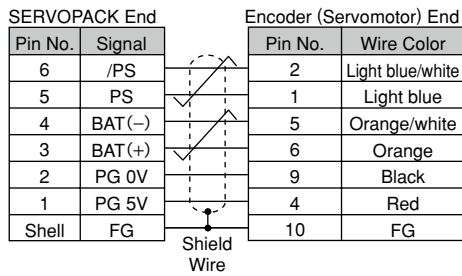 SERVOPACK End Encoder (Servomotor) End
Pin No. Signal Pin No. Wire Color
6 /PS 2 Light blue/white
5 PS 1 Light blue
4 BAT(−) 5 Orange/white
3 BAT(+) 6 Orange
2 PG 0V 9 Black
1 PG 5V 4 Red
Shell FG 10 FG
Shield
Wire